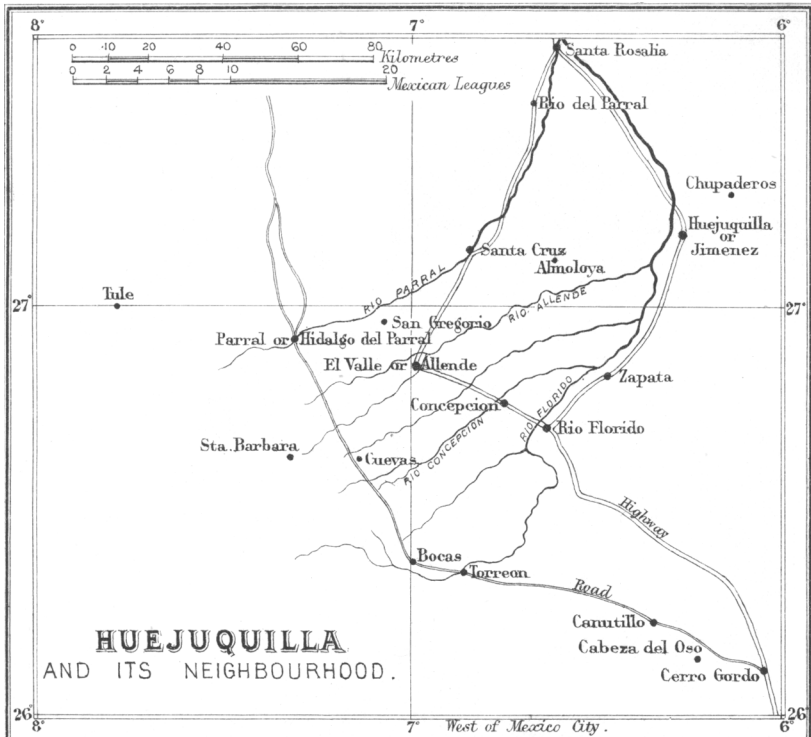 8° 7° 6°
0 10 20 40 60 80
Kilometres
0 2 4 6 8 10 20
Mexican Leagues
Santa Rosalia
Rio del Parral
Chupaderos
Huejuquilla
or
Jimenez
Santa Cruz
Almoloya
RIO PARRAL
RIO ALLENDE
Tule
27° 27°
San Gregorio
Parral or Hidalgo del Parral
El Valle or Allende
Zapata
Concepcion
RIO FLORIDO
Rio Florido
Sta. Barbara
Cuevas
RIO CONCEPCION
Highway
Bocas
Torreon
Road
Canutillo
Cabeza del Oso
Cerro Gordo
HUEJUQUILLA
AND ITS NEIGHBOURHOOD.
26° 26°
8° 7° West of Mexico City. 6°